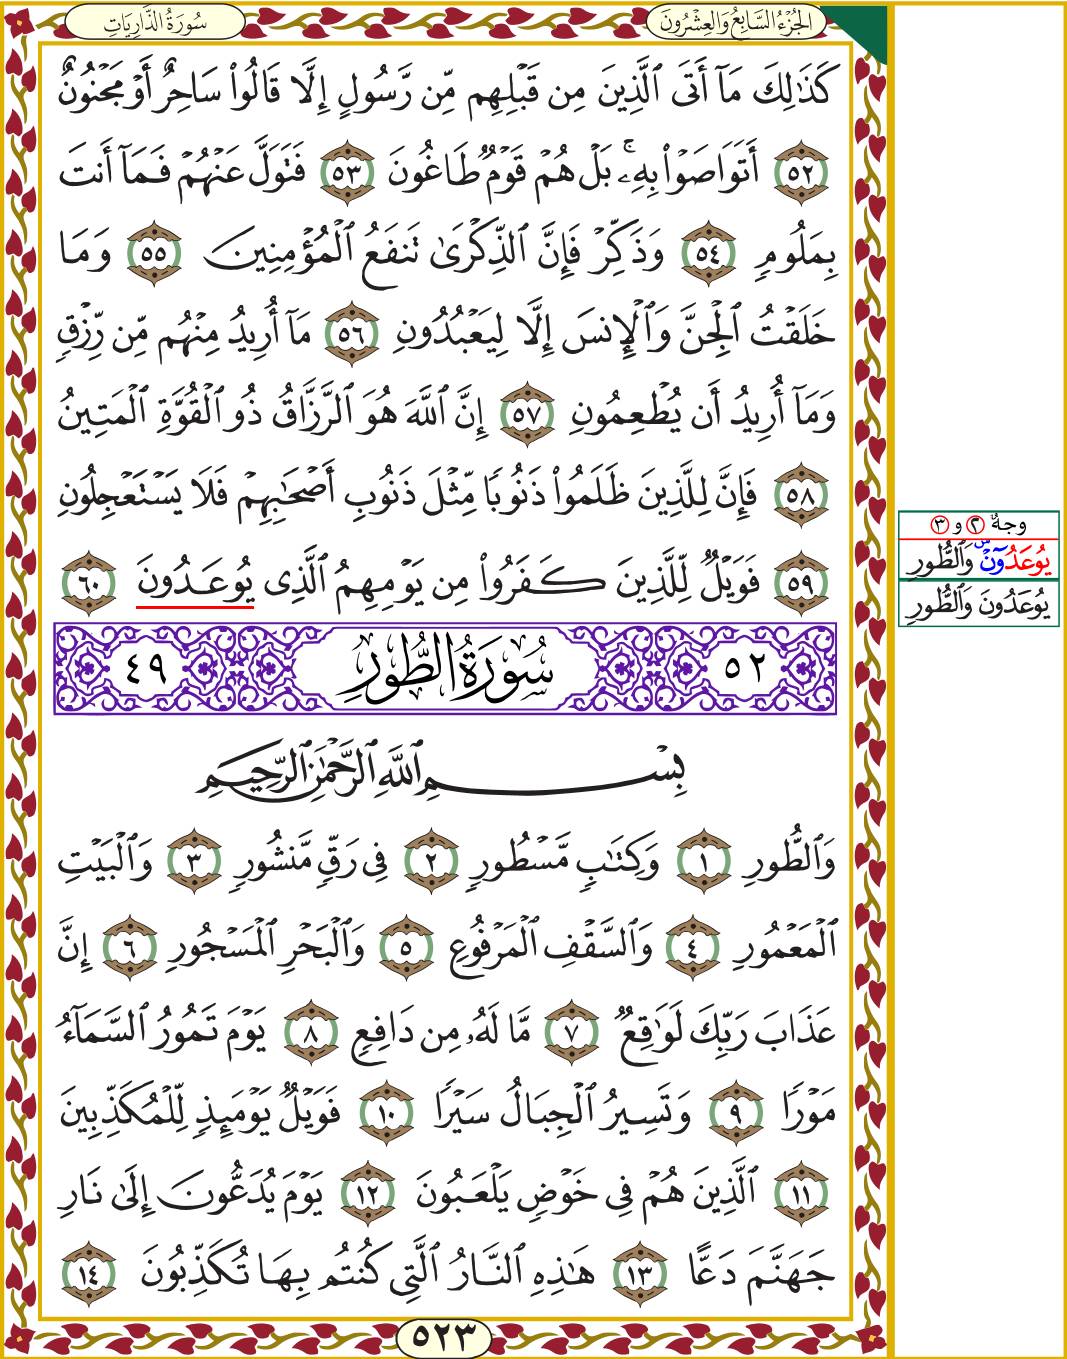 سُورَةُ الذَّارِيَاتِ
الجُزْءُ السَّابِعُ وَالعِشْرُونَ
كَذَٰلِكَ مَآ أَتَى ٱلَّذِينَ مِن قَبْلِهِم مِّن رَّسُولٍ إِلَّا قَالُوا۟ سَاحِرٌ أَوْ مَجْنُونٌ
٥٢ أَتَوَاصَوْا۟ بِهِۦ ۚ بَلْ هُمْ قَوْمٌ طَاغُونَ ٥٣ فَتَوَلَّ عَنْهُمْ فَمَآ أَنتَ
بِمَلُومٍ ٥٤ وَذَكِّرْ فَإِنَّ ٱلذِّكْرَىٰ تَنفَعُ ٱلْمُؤْمِنِينَ ٥٥ وَمَا
خَلَقْتُ ٱلْجِنَّ وَٱلْإِنسَ إِلَّا لِيَعْبُدُونِ ٥٦ مَآ أُرِيدُ مِنْهُم مِّن رِّزْقٍ
وَمَآ أُرِيدُ أَن يُطْعِمُونِ ٥٧ إِنَّ ٱللَّهَ هُوَ ٱلرَّزَّاقُ ذُو ٱلْقُوَّةِ ٱلْمَتِينُ
٥٨ فَإِنَّ لِلَّذِينَ ظَلَمُوا۟ ذَنُوبًا مِّثْلَ ذَنُوبِ أَصْحَٰبِهِمْ فَلَا يَسْتَعْجِلُونِ
٥٩ فَوَيْلٌ لِّلَّذِينَ كَفَرُوا۟ مِن يَوْمِهِمُ ٱلَّذِى يُوعَدُونَ ٦٠
٥٢ سُورَةُ الطُّورِ ٤٩
بِسْمِ ٱللَّهِ ٱلرَّحْمَٰنِ ٱلرَّحِيمِ
وَٱلطُّورِ ١ وَكِتَٰبٍ مَّسْطُورٍ ٢ فِى رَقٍّ مَّنشُورٍ ٣ وَٱلْبَيْتِ
ٱلْمَعْمُورِ ٤ وَٱلسَّقْفِ ٱلْمَرْفُوعِ ٥ وَٱلْبَحْرِ ٱلْمَسْجُورِ ٦ إِنَّ
عَذَابَ رَبِّكَ لَوَٰقِعٌ ٧ مَّا لَهُۥ مِن دَافِعٍ ٨ يَوْمَ تَمُورُ ٱلسَّمَآءُ
مَوْرًا ٩ وَتَسِيرُ ٱلْجِبَالُ سَيْرًا ١٠ فَوَيْلٌ يَوْمَئِذٍ لِّلْمُكَذِّبِينَ
١١ ٱلَّذِينَ هُمْ فِى خَوْضٍ يَلْعَبُونَ ١٢ يَوْمَ يُدَعُّونَ إِلَىٰ نَارِ
جَهَنَّمَ دَعًّا ١٣ هَٰذِهِ ٱلنَّارُ ٱلَّتِى كُنتُم بِهَا تُكَذِّبُونَ ١٤
٥٢٣
وجهٌ ٢ و ٣
يُوعَدُونَ ۜ وَٱلطُّورِ
يُوعَدُونَ وَٱلطُّورِ